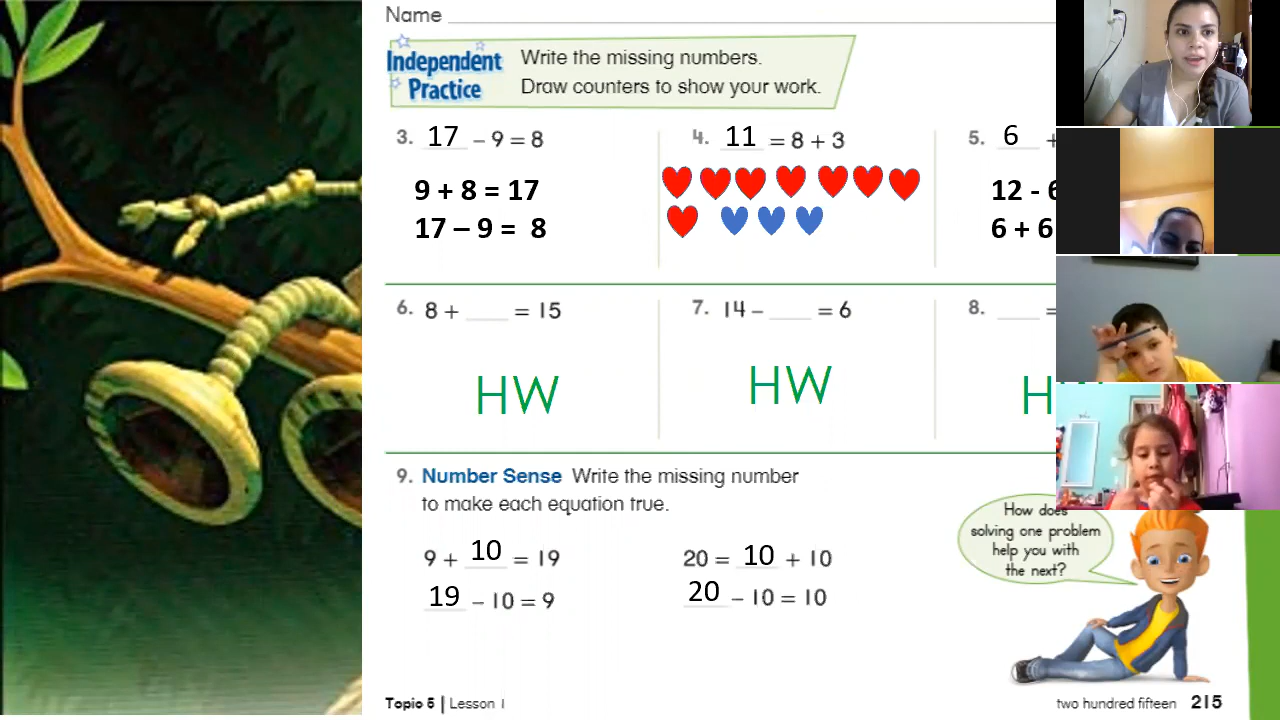 Name
Independent Practice
Write the missing numbers.
Draw counters to show your work.
3. 17 – 9 = 8
9 + 8 = 17
17 – 9 = 8
4. 11 = 8 + 3
5. 6 +
12 - 6
6 + 6
6. 8 + ___ = 15
HW
7. 14 – ___ = 6
HW
8. ___ =
HW
9. Number Sense Write the missing number
to make each equation true.
9 + 10 = 19
19 – 10 = 9
20 = 10 + 10
20 – 10 = 10
How does
solving one problem
help you with
the next?
Topic 5 | Lesson 1
two hundred fifteen 215